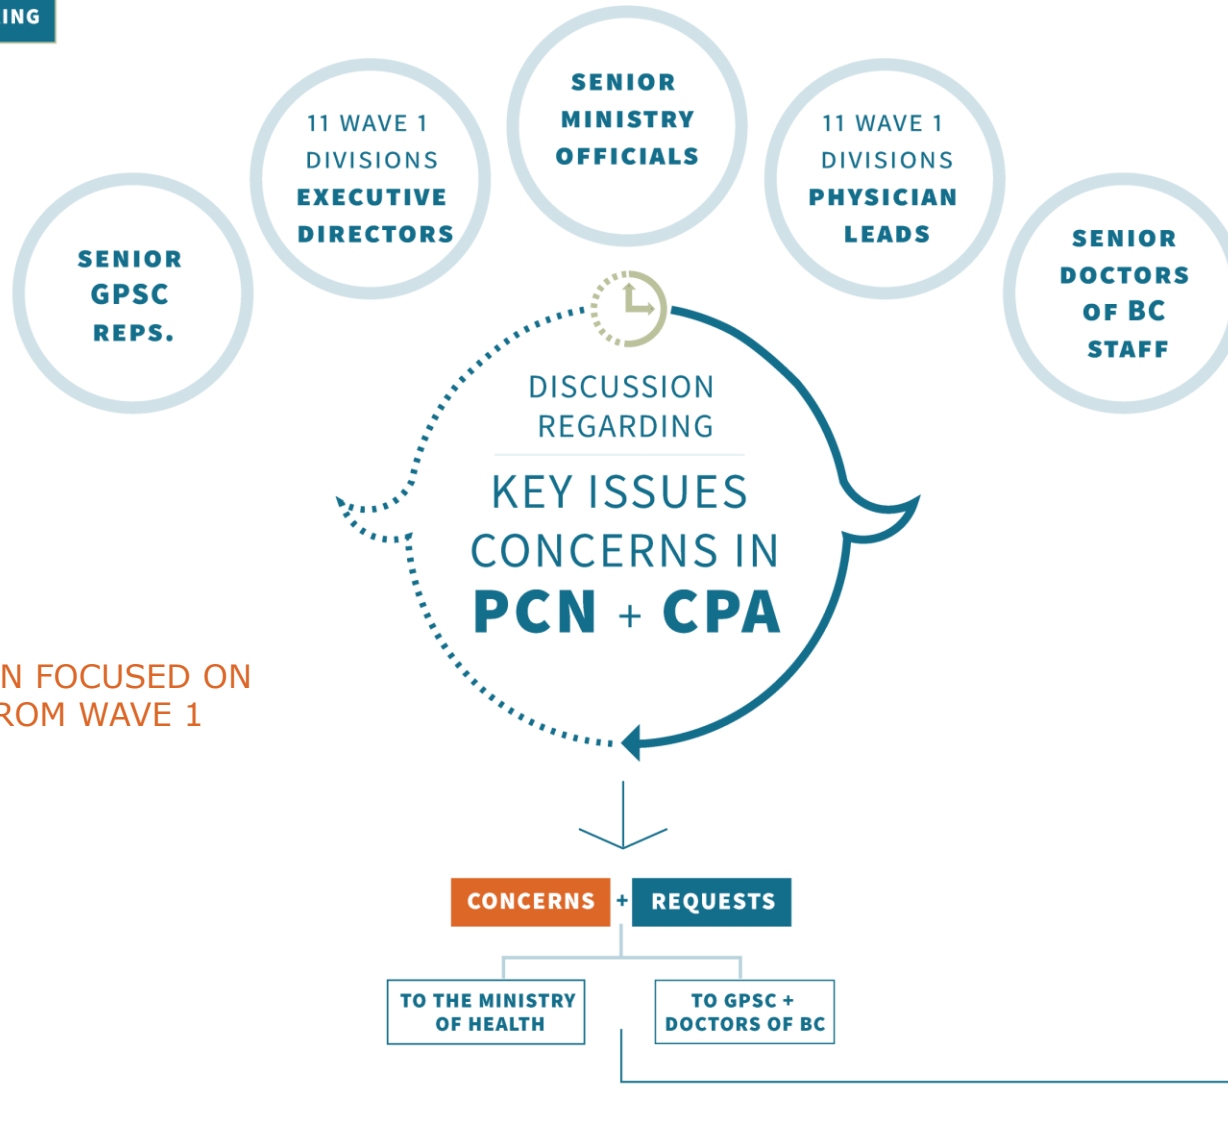 ING
SENIOR
MINISTRY
OFFICIALS
11 WAVE 1
DIVISIONS
EXECUTIVE
DIRECTORS
11 WAVE 1
DIVISIONS
PHYSICIAN
LEADS
SENIOR
GPSC
REPS.
SENIOR
DOCTORS
OF BC
STAFF
DISCUSSION
REGARDING
KEY ISSUES
CONCERNS IN
PCN + CPA
N FOCUSED ON
ROM WAVE 1
CONCERNS + REQUESTS
TO THE MINISTRY
OF HEALTH
TO GPSC +
DOCTORS OF BC